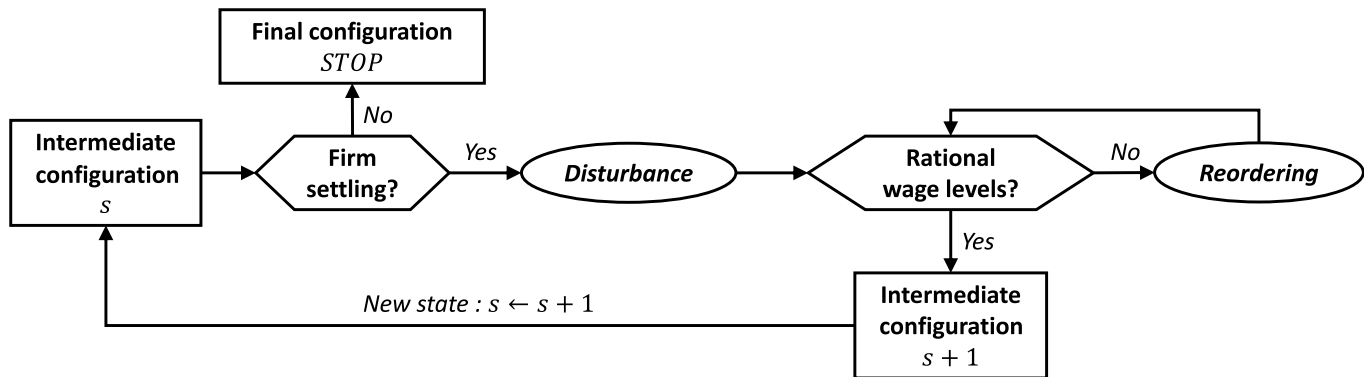 Final configuration
STOP
No
Intermediate
configuration
s
Firm
settling?
Yes
Disturbance
Rational
wage levels?
No
Reordering
Yes
Intermediate
configuration
s + 1
New state : s ← s + 1